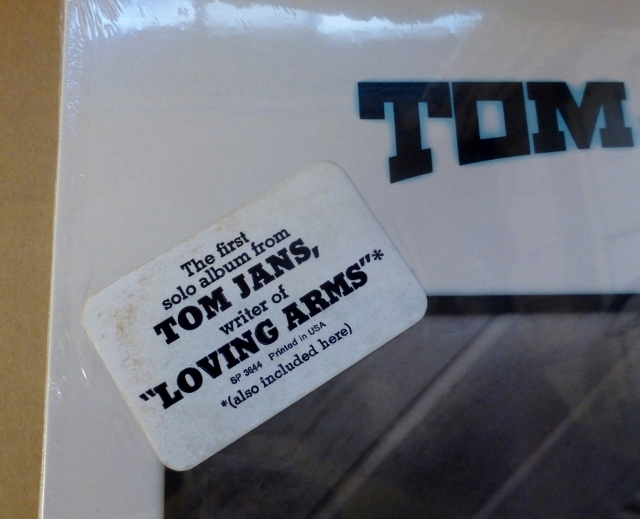 TOM
The first
solo album from
TOM JANS,
writer of
"LOVING ARMS"*
SP 3644 Printed in USA
*(also included here)